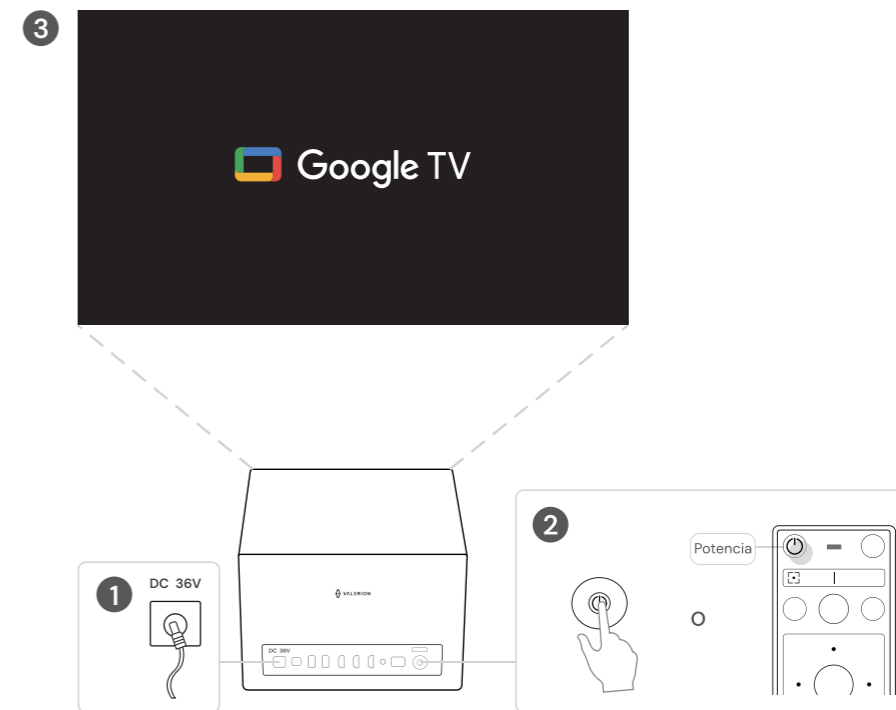 3
Google TV
2
Potencia
1
DC 36V
VALERION
O
DC 36V